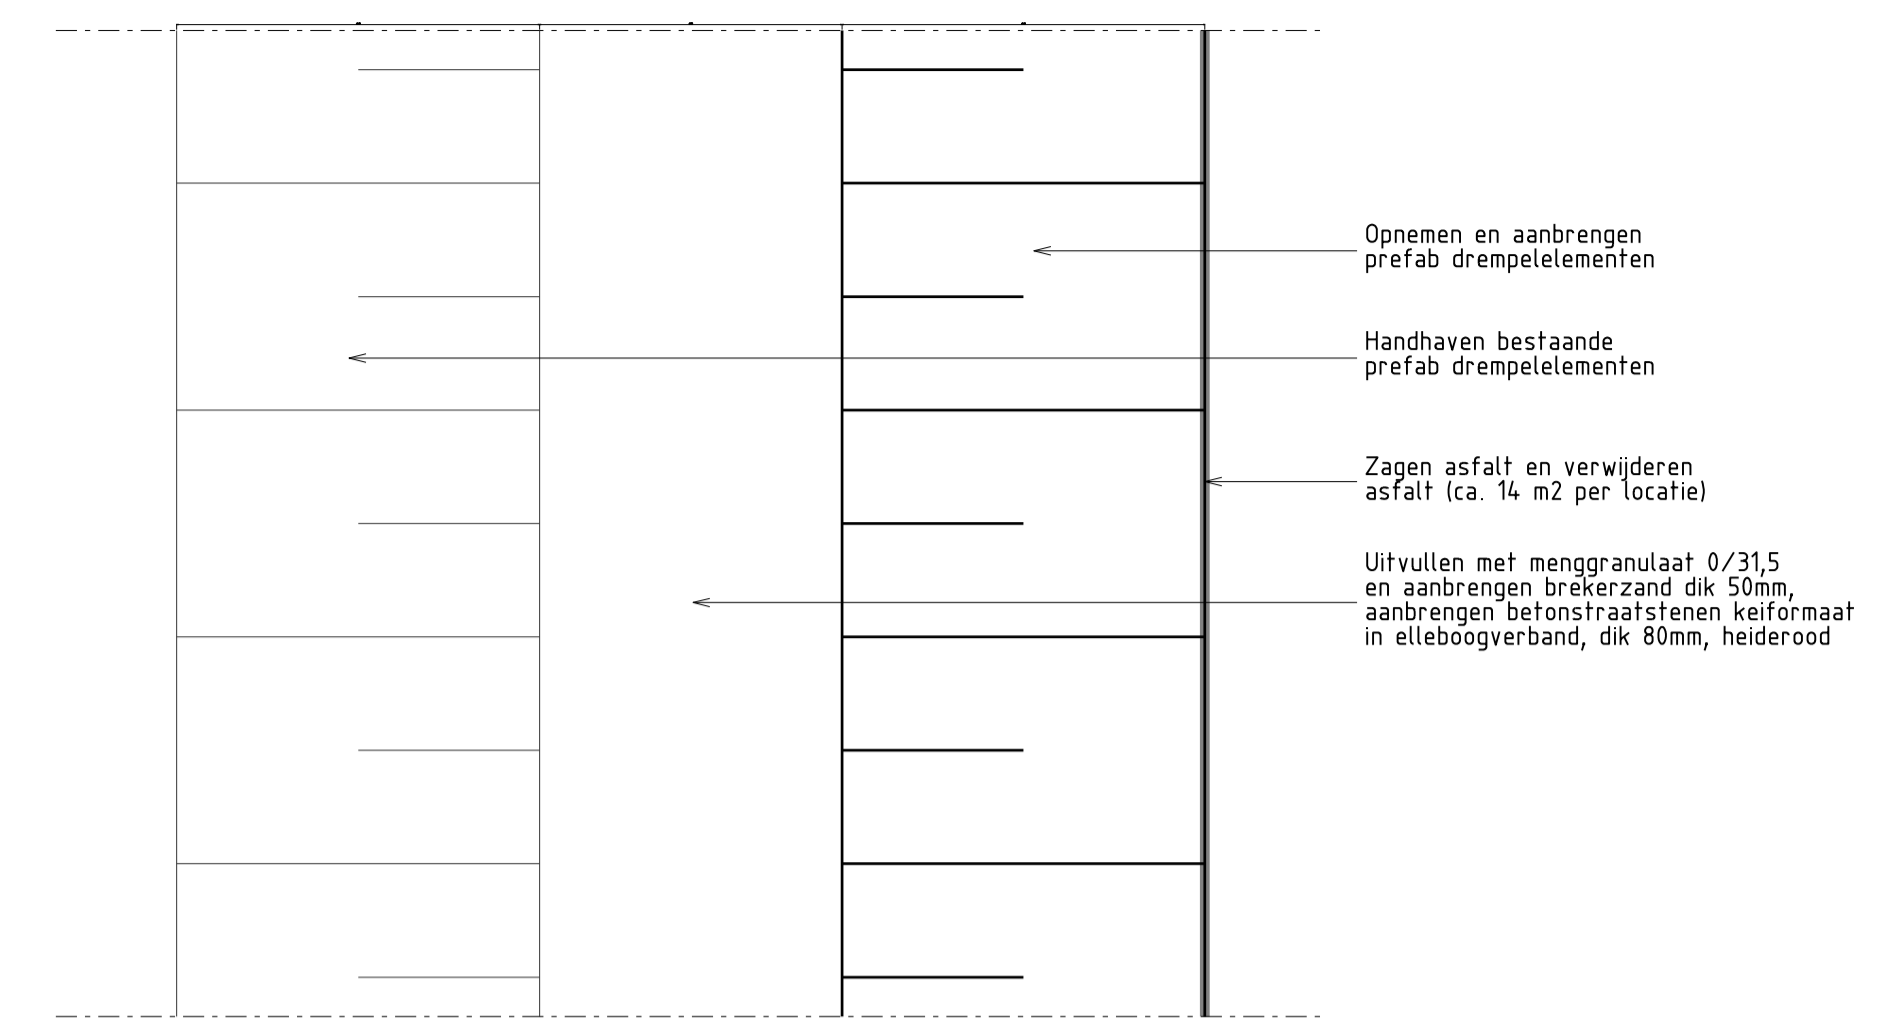 Opnemen en aanbrengen
prefab drempelelementen
Handhaven bestaande
prefab drempelelementen
Zagen asfalt en verwijderen
asfalt (ca. 14 m2 per locatie)
Uitvullen met menggranulaat 0/31,5
en aanbrengen brekerzand dik 50mm,
aanbrengen betonstraatstenen keiformaat
in elleboogverband, dik 80mm, heiderood